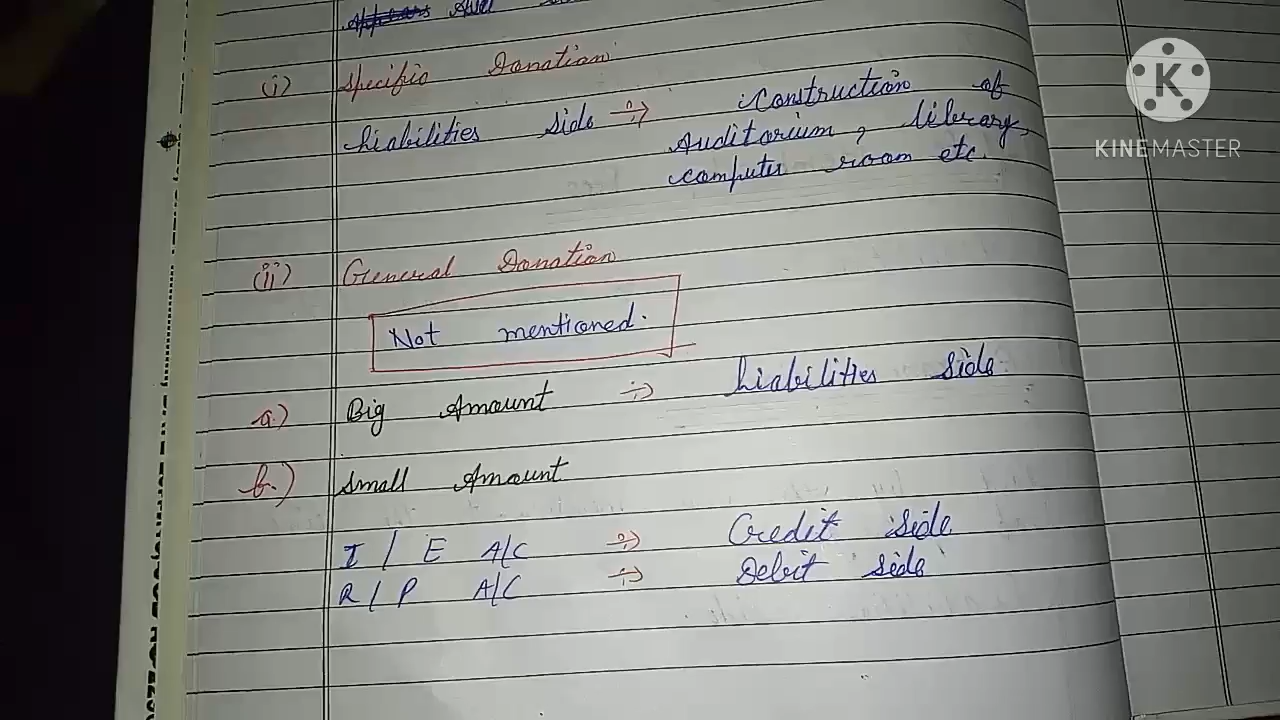 (i) Specific Donation
Liabilities side ÷) Construction of
Auditorium, library,
computer room etc.
(ii) General Donation
Not mentioned.
a.) Big Amount ÷) Liabilities side
b.) Small Amount
I / E A/C ÷) Credit side
R / P A/C ÷) Debit side
K
KINEMASTER